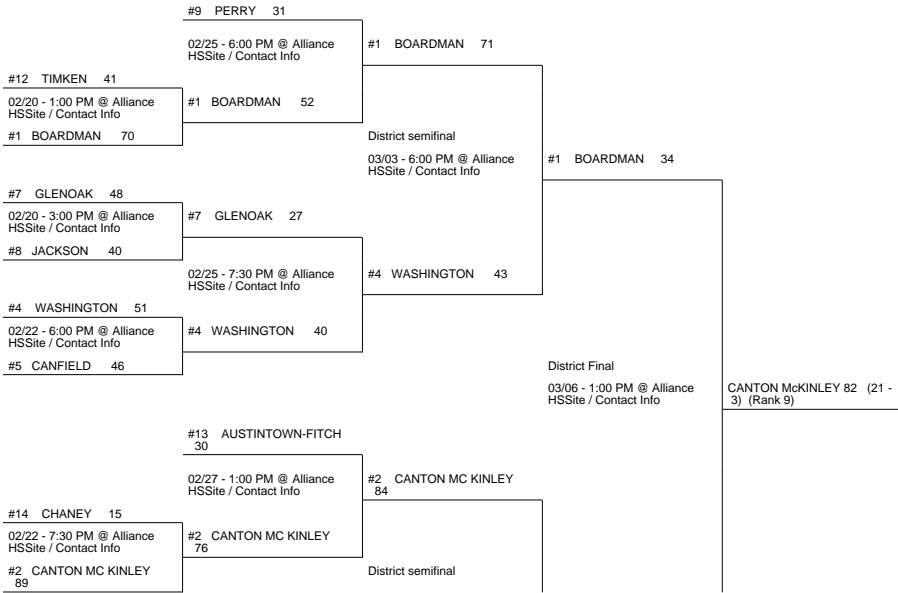 #9 PERRY 31
02/25 - 6:00 PM @ Alliance
HSSite / Contact Info
#1 BOARDMAN 71
#12 TIMKEN 41
02/20 - 1:00 PM @ Alliance
HSSite / Contact Info
#1 BOARDMAN 52
#1 BOARDMAN 70
District semifinal
03/03 - 6:00 PM @ Alliance
HSSite / Contact Info
#1 BOARDMAN 34
#7 GLENOAK 48
02/20 - 3:00 PM @ Alliance
HSSite / Contact Info
#7 GLENOAK 27
#8 JACKSON 40
02/25 - 7:30 PM @ Alliance
HSSite / Contact Info
#4 WASHINGTON 43
#4 WASHINGTON 51
02/22 - 6:00 PM @ Alliance
HSSite / Contact Info
#4 WASHINGTON 40
#5 CANFIELD 46
District Final
03/06 - 1:00 PM @ Alliance
HSSite / Contact Info
CANTON McKINLEY 82 (21 -
3) (Rank 9)
#13 AUSTINTOWN-FITCH
30
02/27 - 1:00 PM @ Alliance
HSSite / Contact Info
#2 CANTON MC KINLEY
84
#14 CHANEY 15
02/22 - 7:30 PM @ Alliance
HSSite / Contact Info
#2 CANTON MC KINLEY
76
#2 CANTON MC KINLEY
89
District semifinal